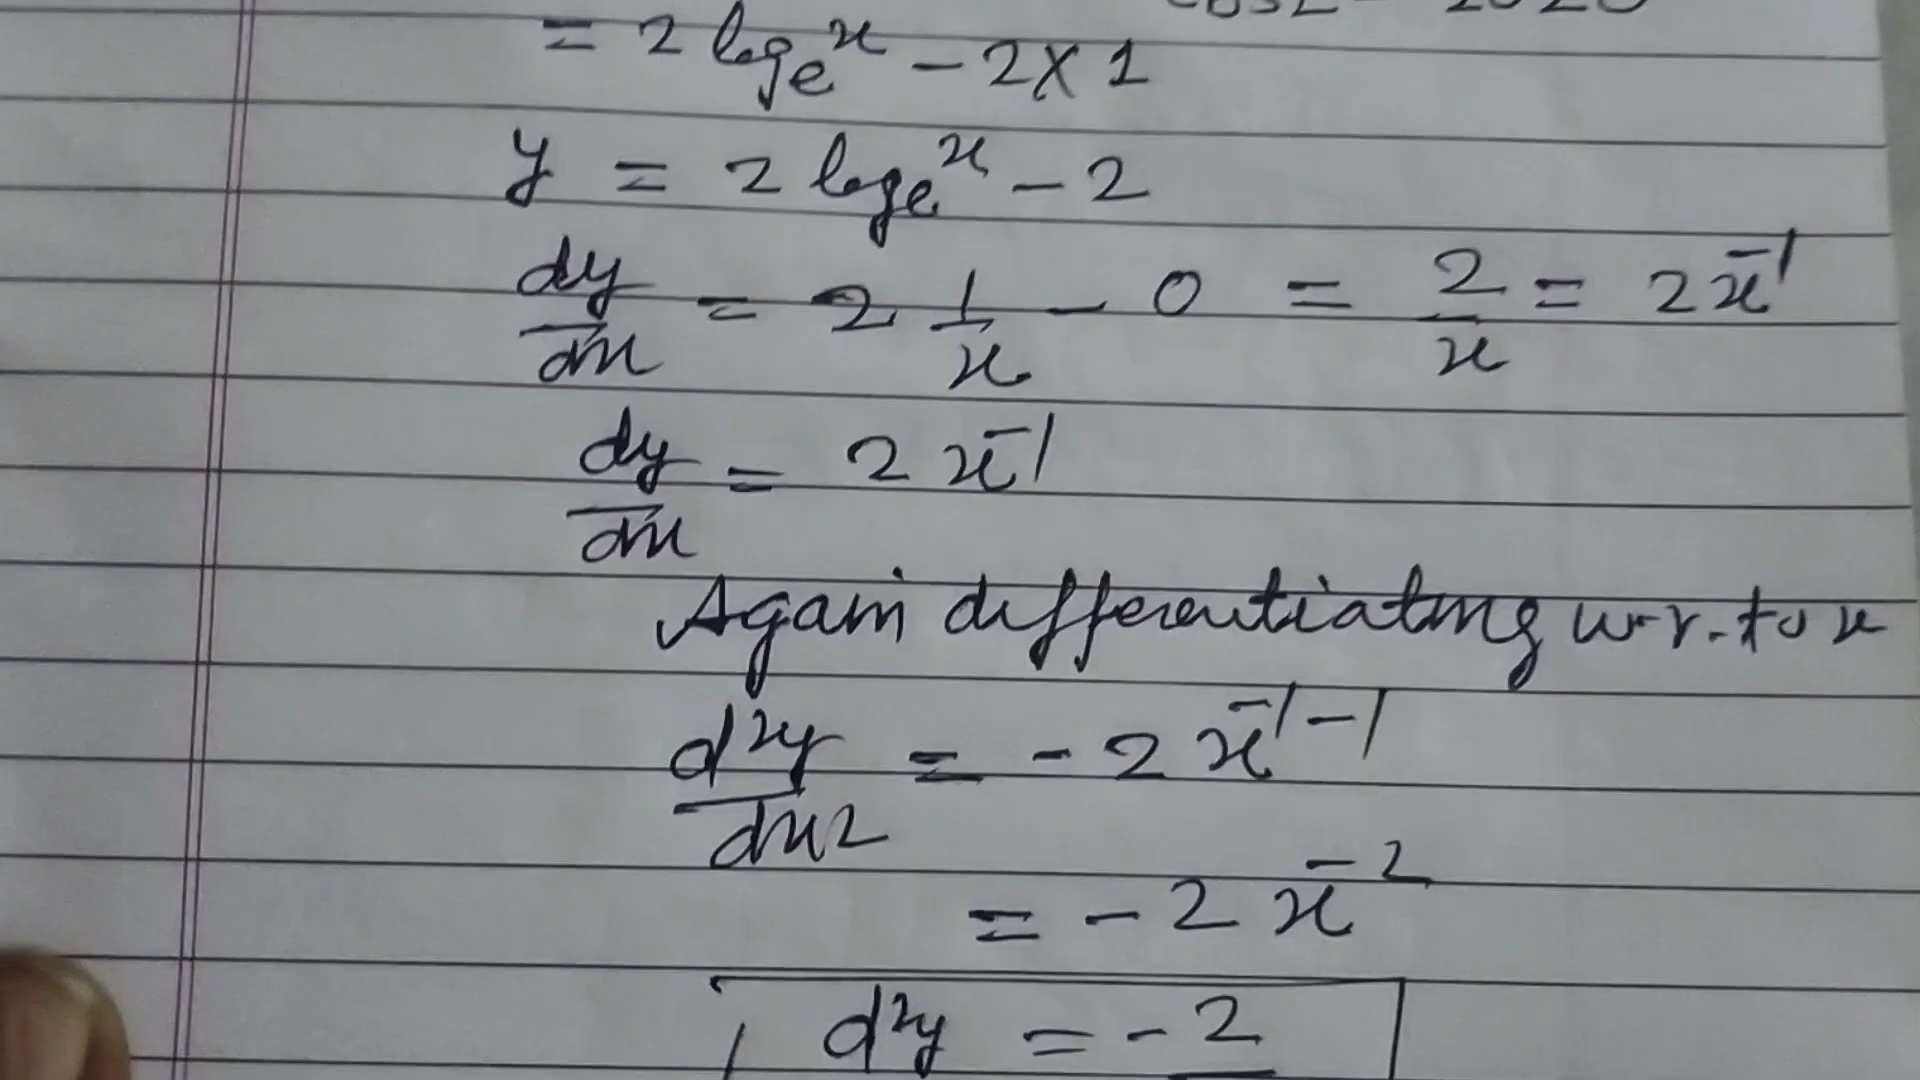 = 2 logₑˣ - 2×1
y = 2 logₑˣ - 2
dy/dx = 2 1/x - 0 = 2/x = 2x⁻¹
dy/dx = 2x⁻¹
Again differentiating w.r.to x
d²y/dx² = -2x⁻¹⁻¹
= -2x⁻²
d²y = -2